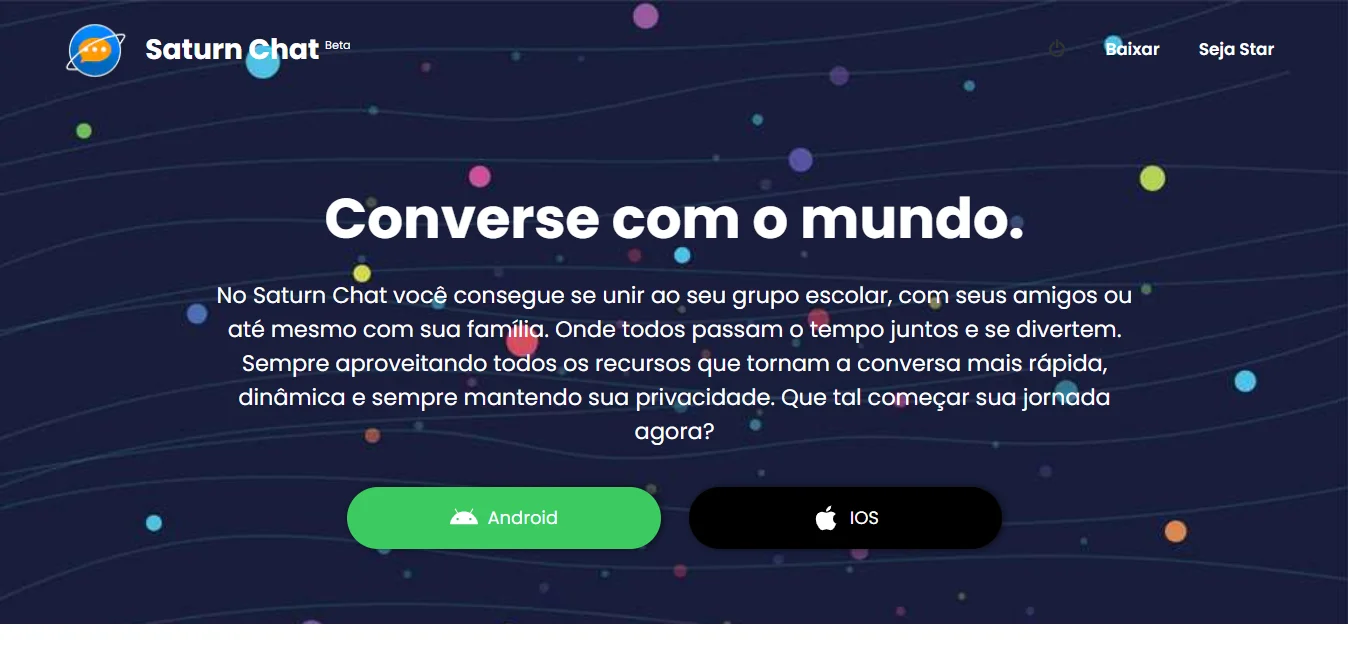 Saturn Chat Beta
Baixar
Seja Star
Converse com o mundo.
No Saturn Chat você consegue se unir ao seu grupo escolar, com seus amigos ou
até mesmo com sua família. Onde todos passam o tempo juntos e se divertem.
Sempre aproveitando todos os recursos que tornam a conversa mais rápida,
dinâmica e sempre mantendo sua privacidade. Que tal começar sua jornada
agora?
Android
IOS